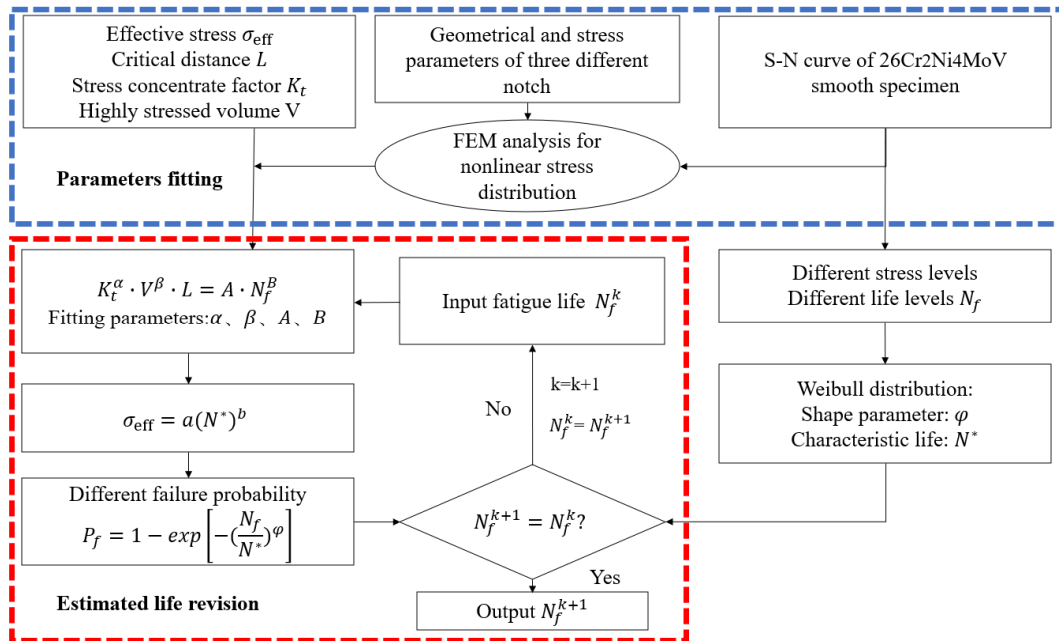 Effective stress σ_eff
Critical distance L
Stress concentrate factor K_t
Highly stressed volume V
Geometrical and stress
parameters of three different
notch
S-N curve of 26Cr2Ni4MoV
smooth specimen
FEM analysis for
nonlinear stress
distribution
Parameters fitting
K_t^α · V^β · L = A · N_f^B
Fitting parameters:α、β、A、B
Input fatigue life N_f^k
Different stress levels
Different life levels N_f
k=k+1
No
N_f^k= N_f^{k+1}
Weibull distribution:
Shape parameter: φ
Characteristic life: N*
σ_eff = a(N*)^b
Different failure probability
P_f = 1 − exp [−(N_f/N*)^φ]
N_f^{k+1} = N_f^k?
Yes
Output N_f^{k+1}
Estimated life revision